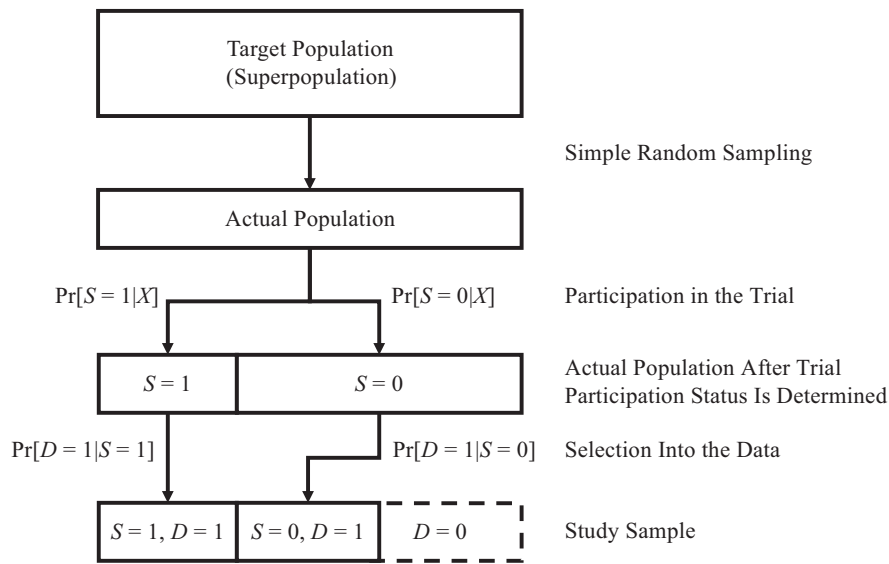 Target Population
(Superpopulation)
Simple Random Sampling
Actual Population
Pr[S = 1|X]
Pr[S = 0|X]
Participation in the Trial
S = 1
S = 0
Actual Population After Trial
Participation Status Is Determined
Pr[D = 1|S = 1]
Pr[D = 1|S = 0]
Selection Into the Data
S = 1, D = 1
S = 0, D = 1
D = 0
Study Sample